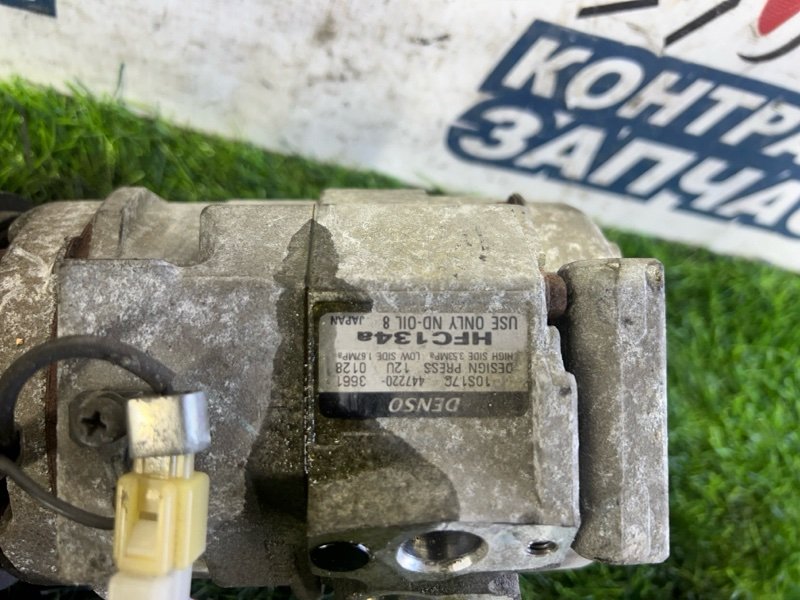 КОНТРА
ЗАПЧАС
DENSO
10S17C 447220-3661
DESIGN PRESS 12U 0128
HIGH SIDE 3.53MPa LOW SIDE 1.67MPa
HFC134a
USE ONLY ND-OIL 8
JAPAN